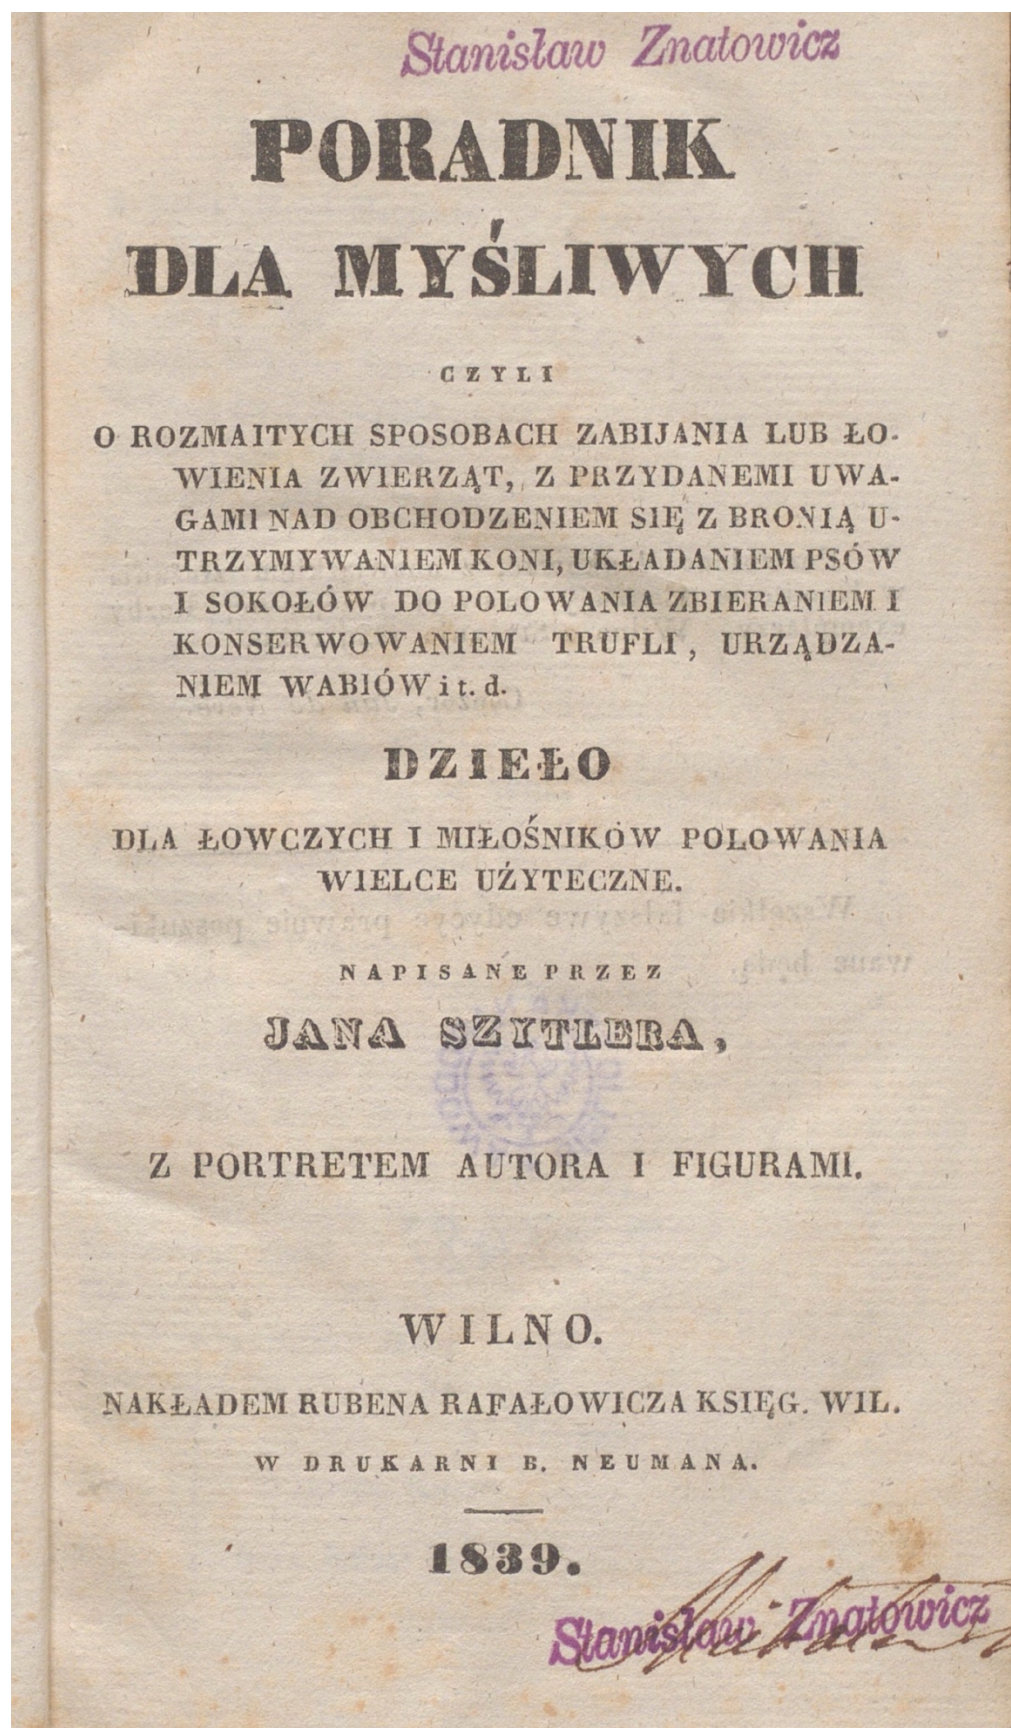 Stanisław Znatowicz
PORADNIK
DLA MYŚLIWYCH
CZYLI
O ROZMAITYCH SPOSOBACH ZABIJANIA LUB ŁO-
WIENIA ZWIERZĄT, Z PRZYDANEMI UWA-
GAMI NAD OBCHODZENIEM SIĘ Z BRONIĄ U-
TRZYMYWANIEM KONI, UKŁADANIEM PSÓW
I SOKOŁÓW DO POLOWANIA ZBIERANIEM I
KONSERWOWANIEM TRUFLI, URZĄDZA-
NIEM WABIÓW i t. d.
DZIEŁO
DLA ŁOWCZYCH I MIŁOŚNIKÓW POLOWANIA
WIELCE UŻYTECZNE.
NAPISANE PRZEZ
JANA SZYTLERA,
Z PORTRETEM AUTORA I FIGURAMI.
WILNO.
NAKŁADEM RUBENA RAFAŁOWICZA KSIĘG. WIL.
W DRUKARNI B. NEUMANA.
1839.
Stanisław Znatowicz